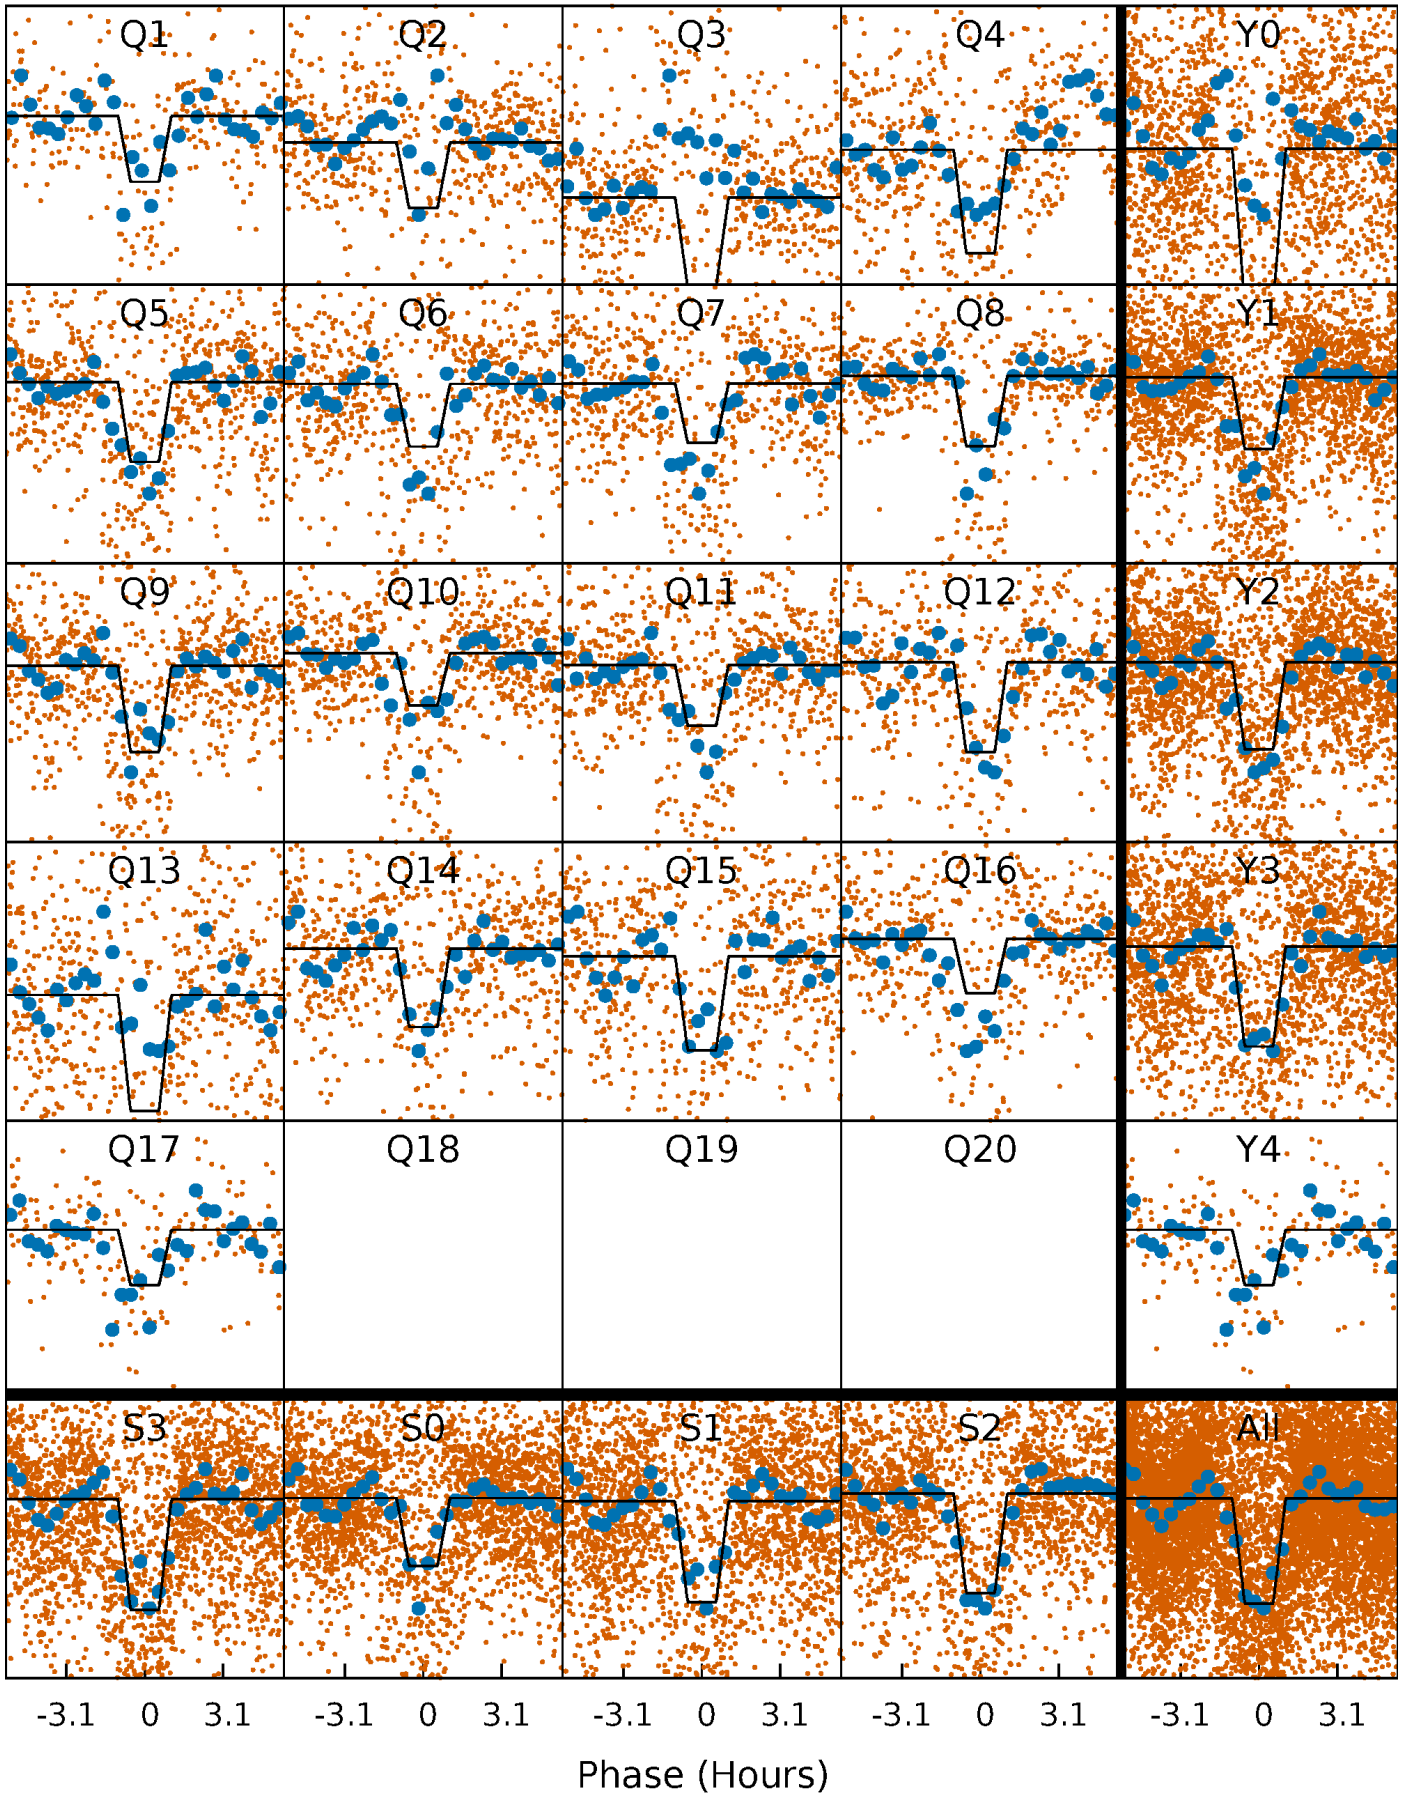 Q1 Q2 Q3 Q4 Y0
Q5 Q6 Q7 Q8 Y1
Q9 Q10 Q11 Q12 Y2
Q13 Q14 Q15 Q16 Y3
Q17 Q18 Q19 Q20 Y4
S3 S0 S1 S2 All
-3.1 0 3.1 -3.1 0 3.1 -3.1 0 3.1 -3.1 0 3.1 -3.1 0 3.1
Phase (Hours)